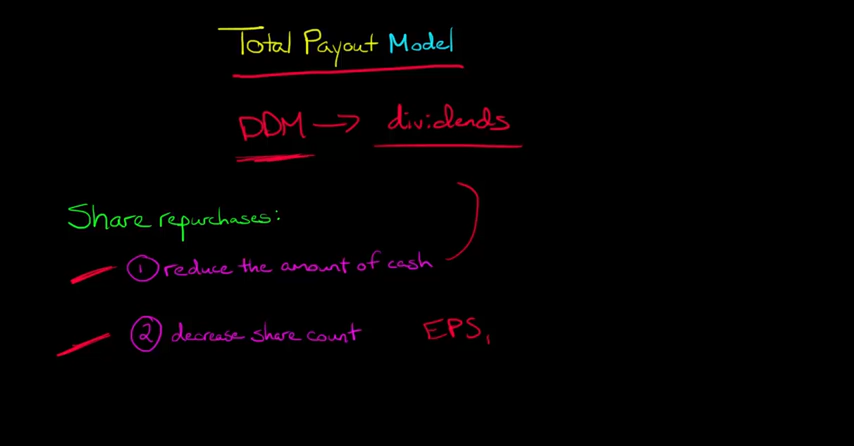 Total Payout Model
DDM → dividends
Share repurchases:
① reduce the amount of cash
② decrease share count EPS,